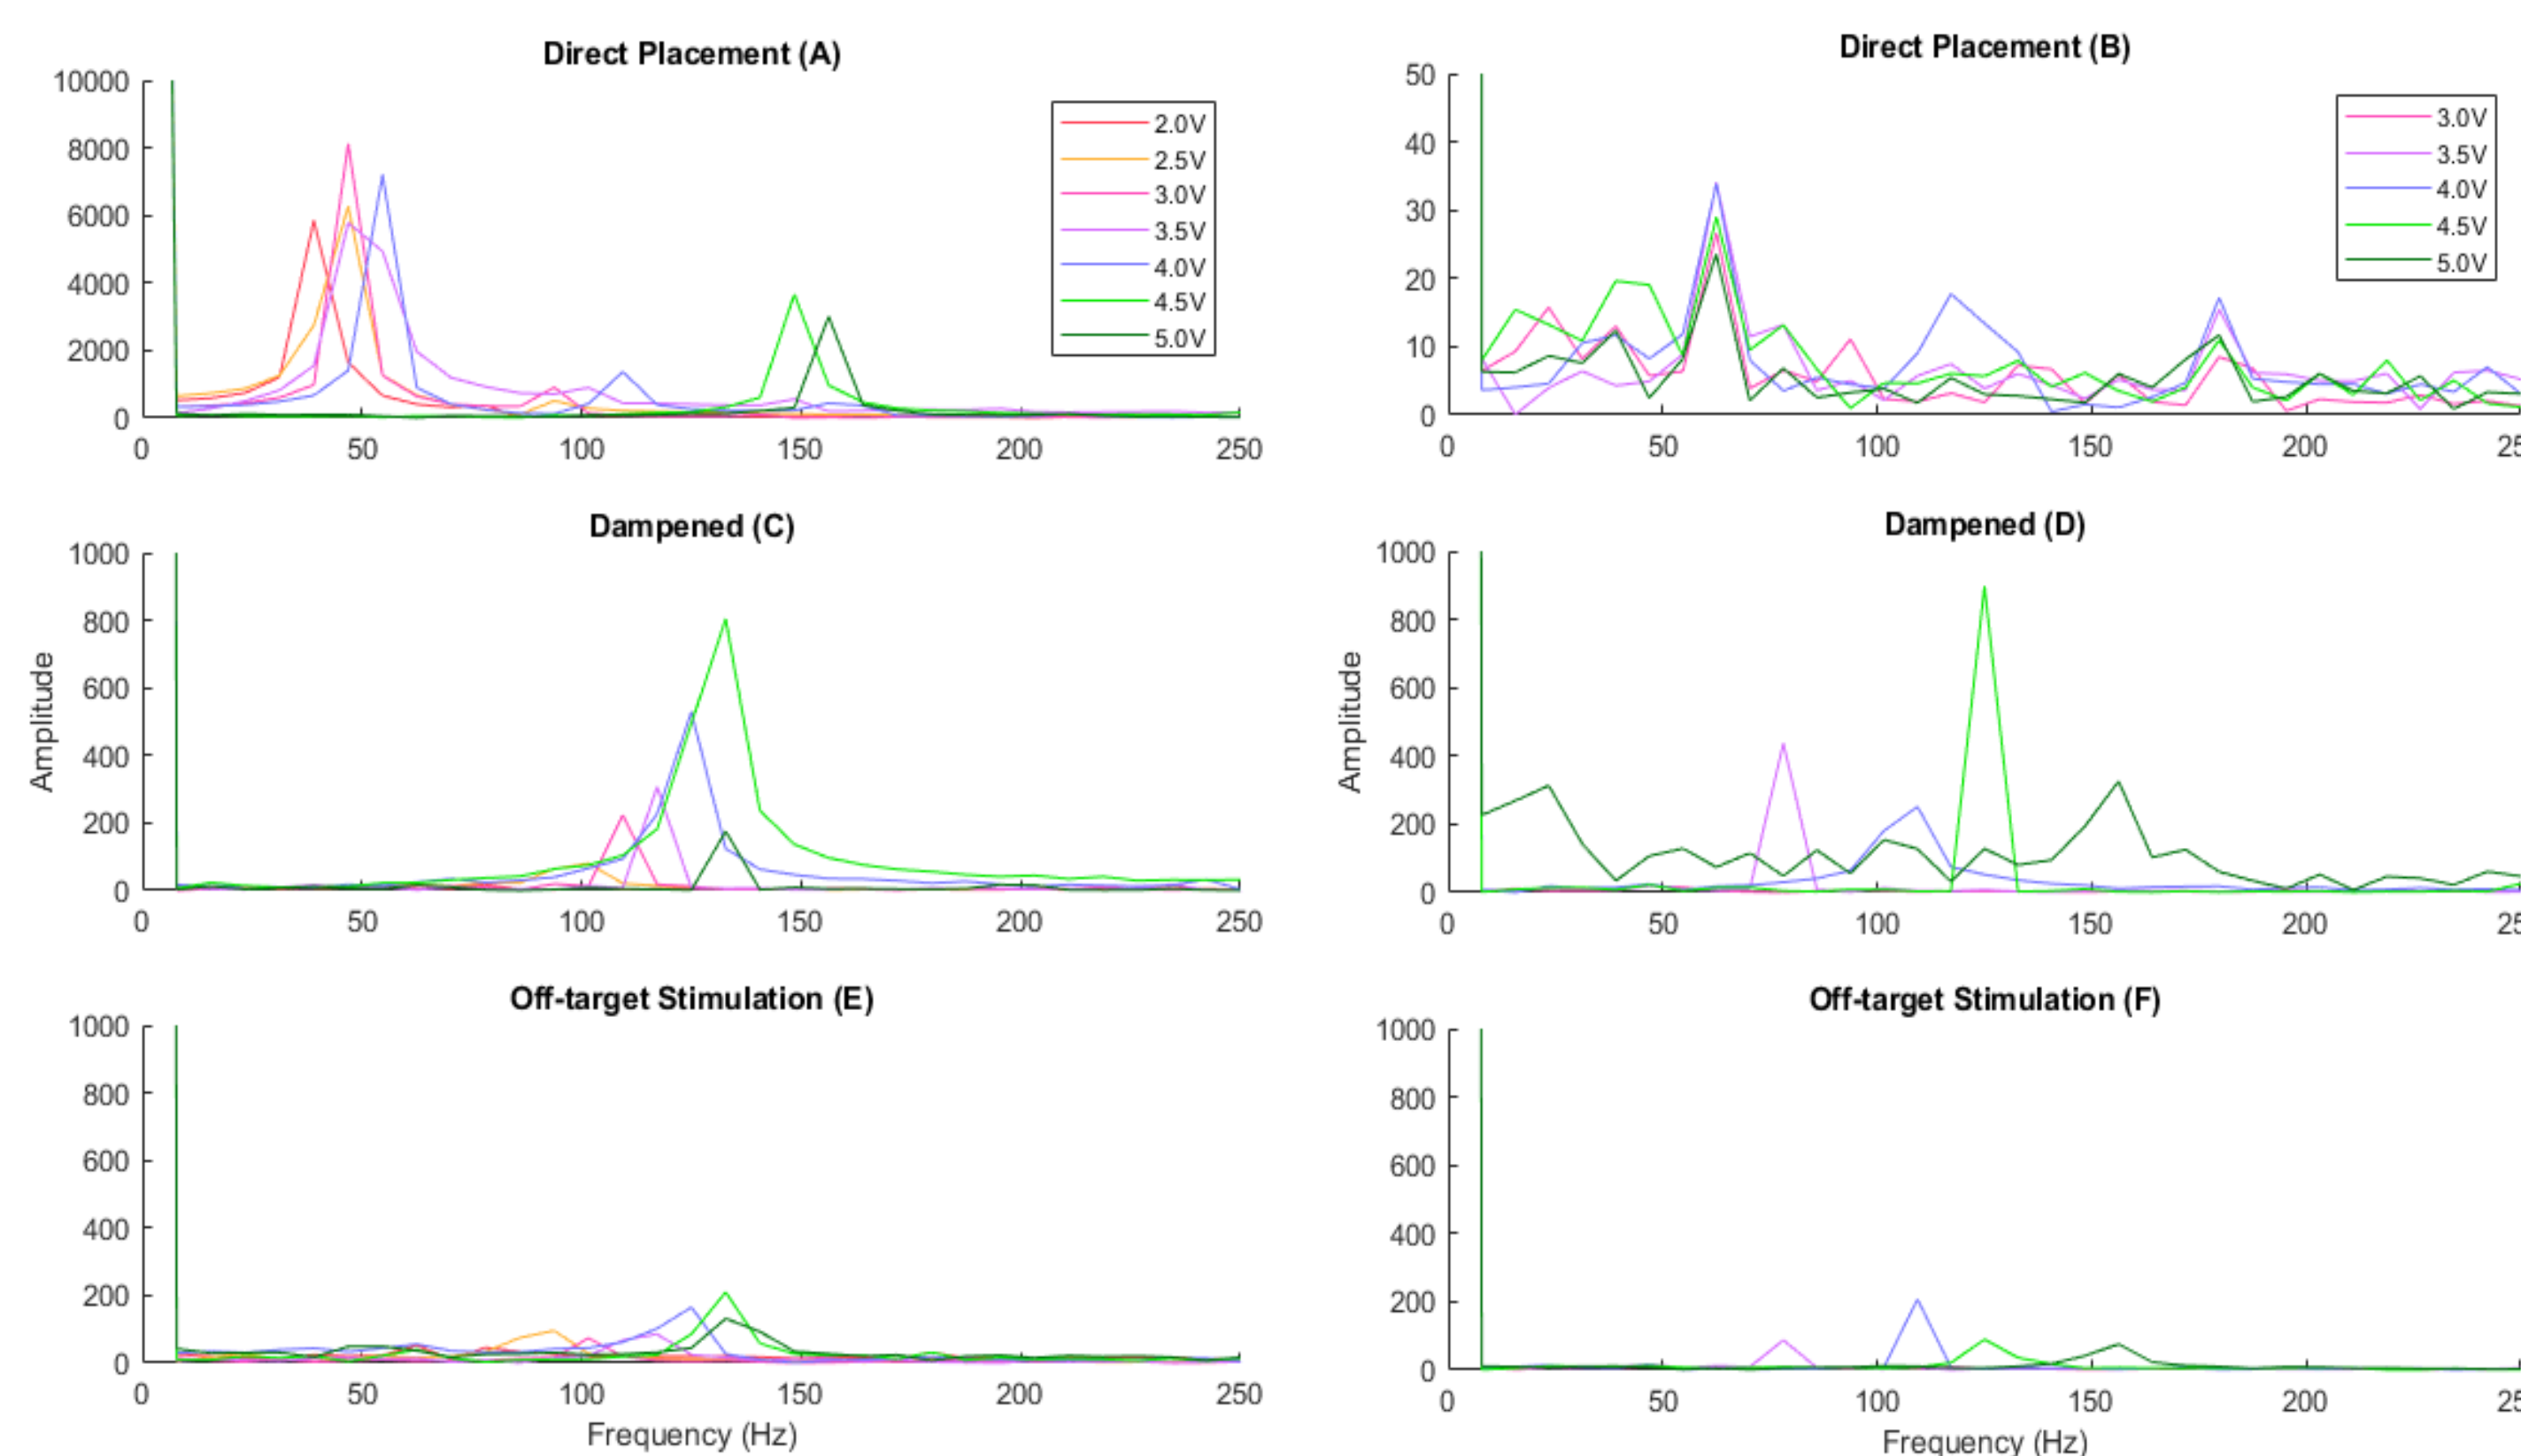 Direct Placement (A)
10000
8000
6000
4000
2000
0
0 50 100 150 200 250
2.0V
2.5V
3.0V
3.5V
4.0V
4.5V
5.0V
Direct Placement (B)
50
40
30
20
10
0
0 50 100 150 200 25
3.0V
3.5V
4.0V
4.5V
5.0V
Dampened (C)
Amplitude
1000
800
600
400
200
0
0 50 100 150 200 250
Dampened (D)
Amplitude
1000
800
600
400
200
0
0 50 100 150 200 25
Off-target Stimulation (E)
1000
800
600
400
200
0
0 50 100 150 200 250
Frequency (Hz)
Off-target Stimulation (F)
1000
800
600
400
200
0
0 50 100 150 200 25
Frequency (Hz)